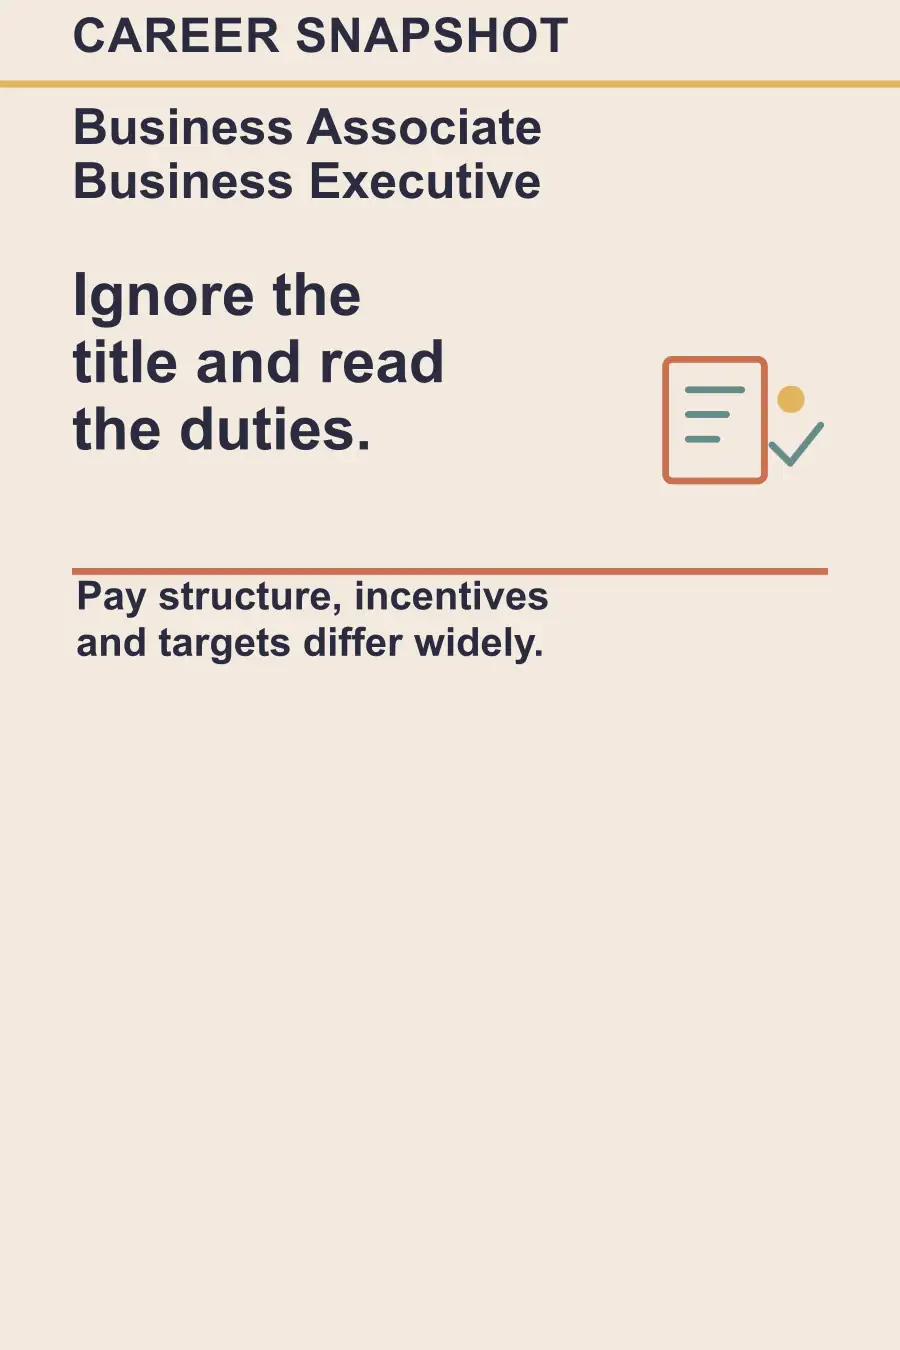 CAREER SNAPSHOT
Business Associate
Business Executive
Ignore the
title and read
the duties.
Pay structure, incentives
and targets differ widely.